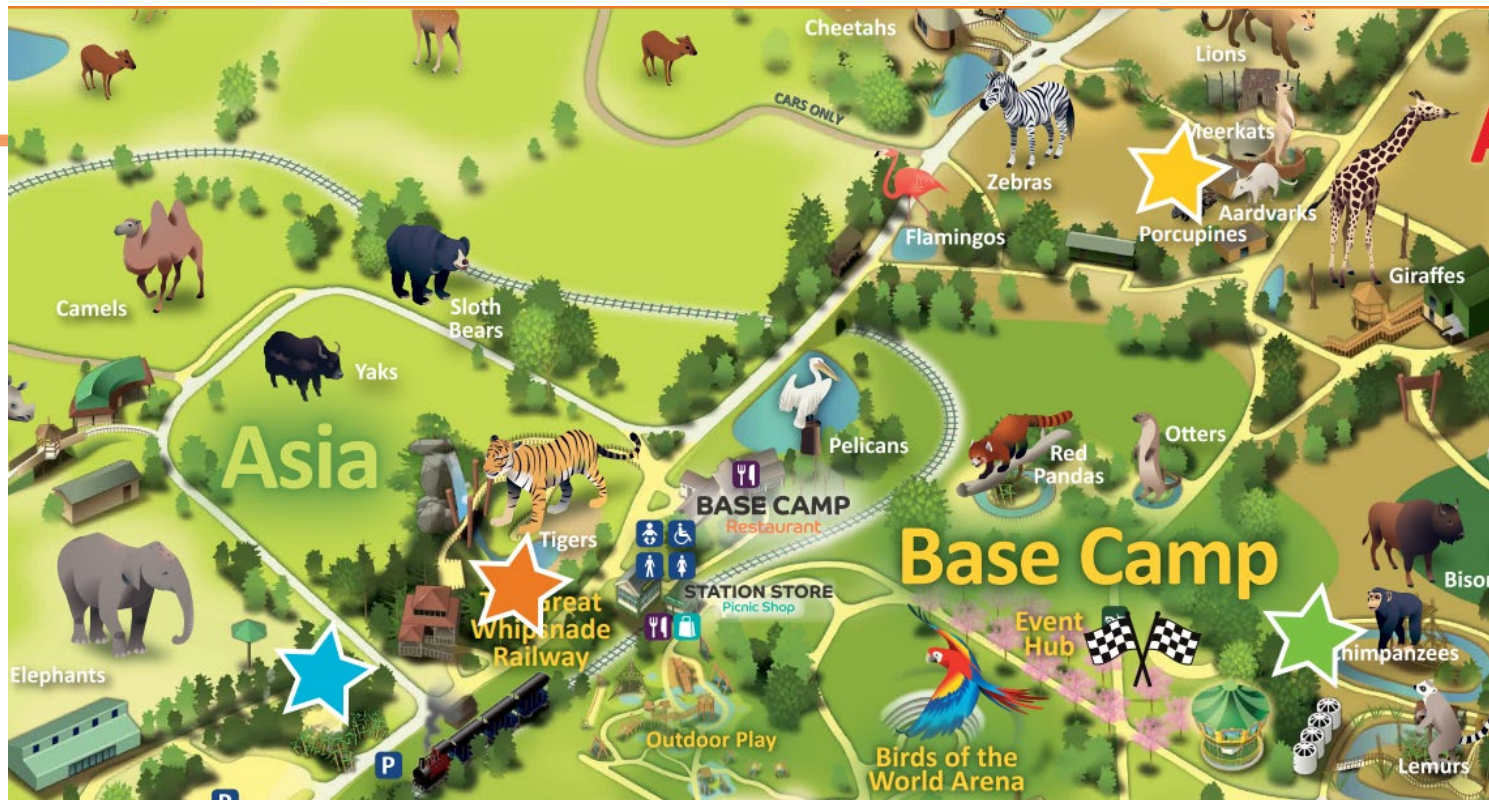 Cheetahs
Lions
CARS ONLY
Meerkats
Zebras
Aardvarks
Flamingos
Porcupines
Giraffes
Camels
Sloth
Bears
Yaks
Asia
Pelicans
Otters
Red
Pandas
BASE CAMP
Restaurant
Tigers
Base Camp
STATION STORE
Picnic Shop
Great
Whipsnade
Railway
Event
Hub
Elephants
Outdoor Play
Birds of the
World Arena
Lemurs
P